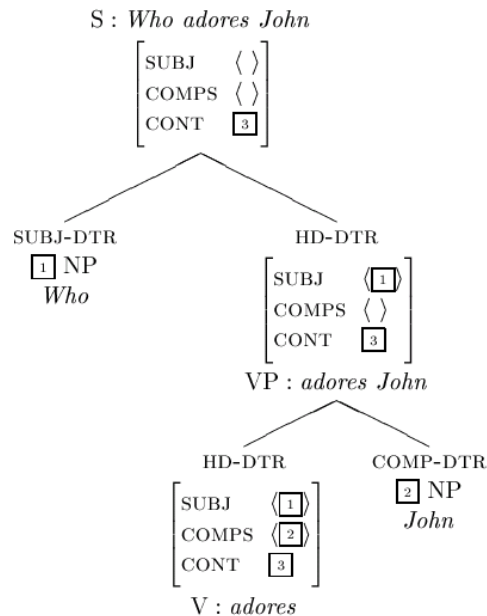 S : Who adores John
SUBJ ⟨ ⟩
COMPS ⟨ ⟩
CONT 3
SUBJ-DTR HD-DTR
1 NP
Who
SUBJ ⟨1⟩
COMPS ⟨ ⟩
CONT 3
VP : adores John
HD-DTR COMP-DTR
2 NP
John
SUBJ ⟨1⟩
COMPS ⟨2⟩
CONT 3
V : adores